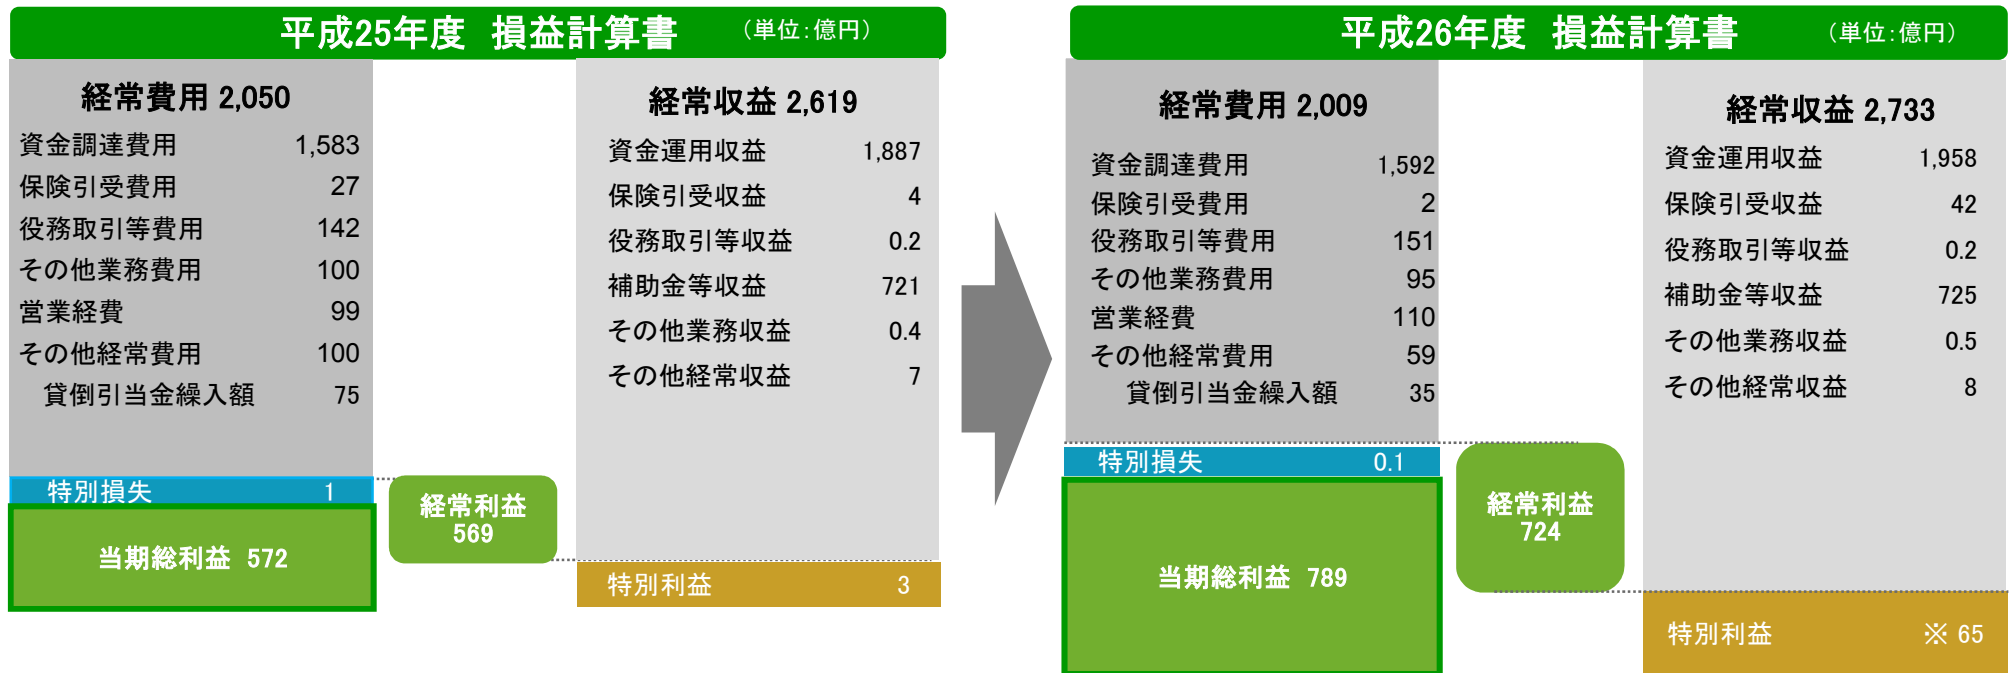 平成25年度 損益計算書 (単位:億円)
経常費用 2,050
資金調達費用 1,583
保険引受費用 27
役務取引等費用 142
その他業務費用 100
営業経費 99
その他経常費用 100
貸倒引当金繰入額 75
特別損失 1
当期総利益 572
経常利益
569
経常収益 2,619
資金運用収益 1,887
保険引受収益 4
役務取引等収益 0.2
補助金等収益 721
その他業務収益 0.4
その他経常収益 7
特別利益 3
平成26年度 損益計算書 (単位:億円)
経常費用 2,009
資金調達費用 1,592
保険引受費用 2
役務取引等費用 151
その他業務費用 95
営業経費 110
その他経常費用 59
貸倒引当金繰入額 35
特別損失 0.1
当期総利益 789
経常利益
724
経常収益 2,733
資金運用収益 1,958
保険引受収益 42
役務取引等収益 0.2
補助金等収益 725
その他業務収益 0.5
その他経常収益 8
特別利益 ※ 65